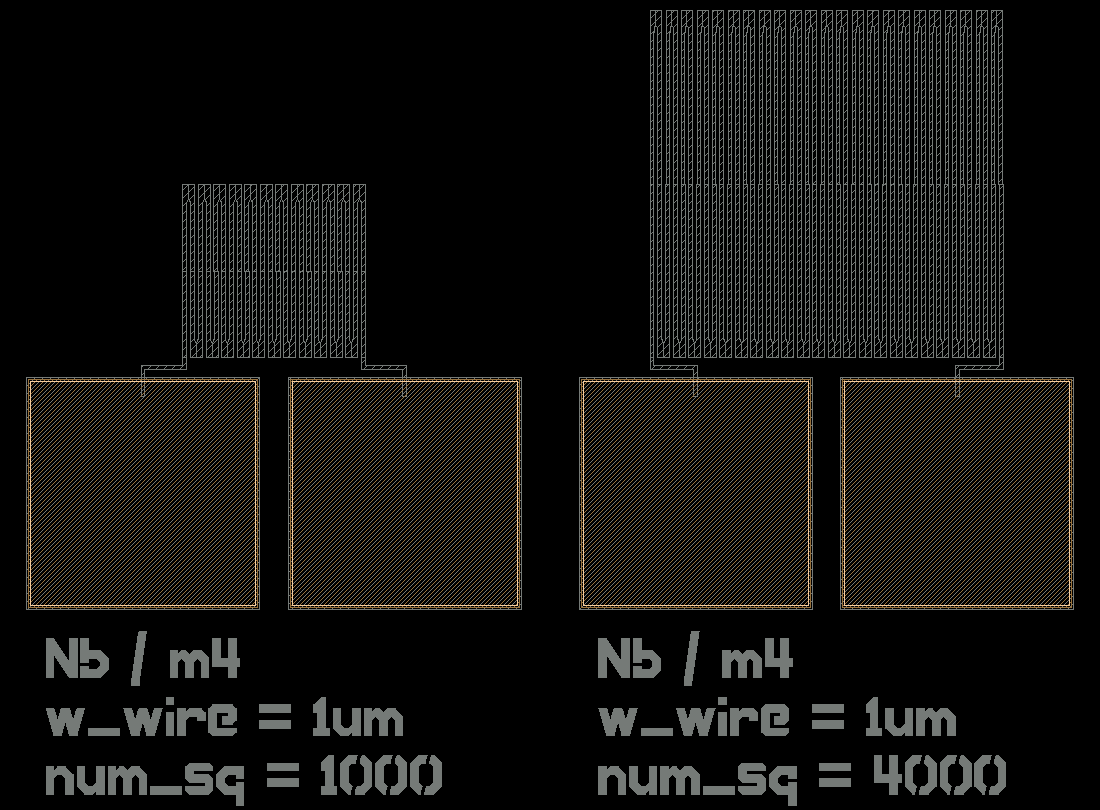 Nb / m4
w_wire = 1um
num_sq = 1000
Nb / m4
w_wire = 1um
num_sq = 4000